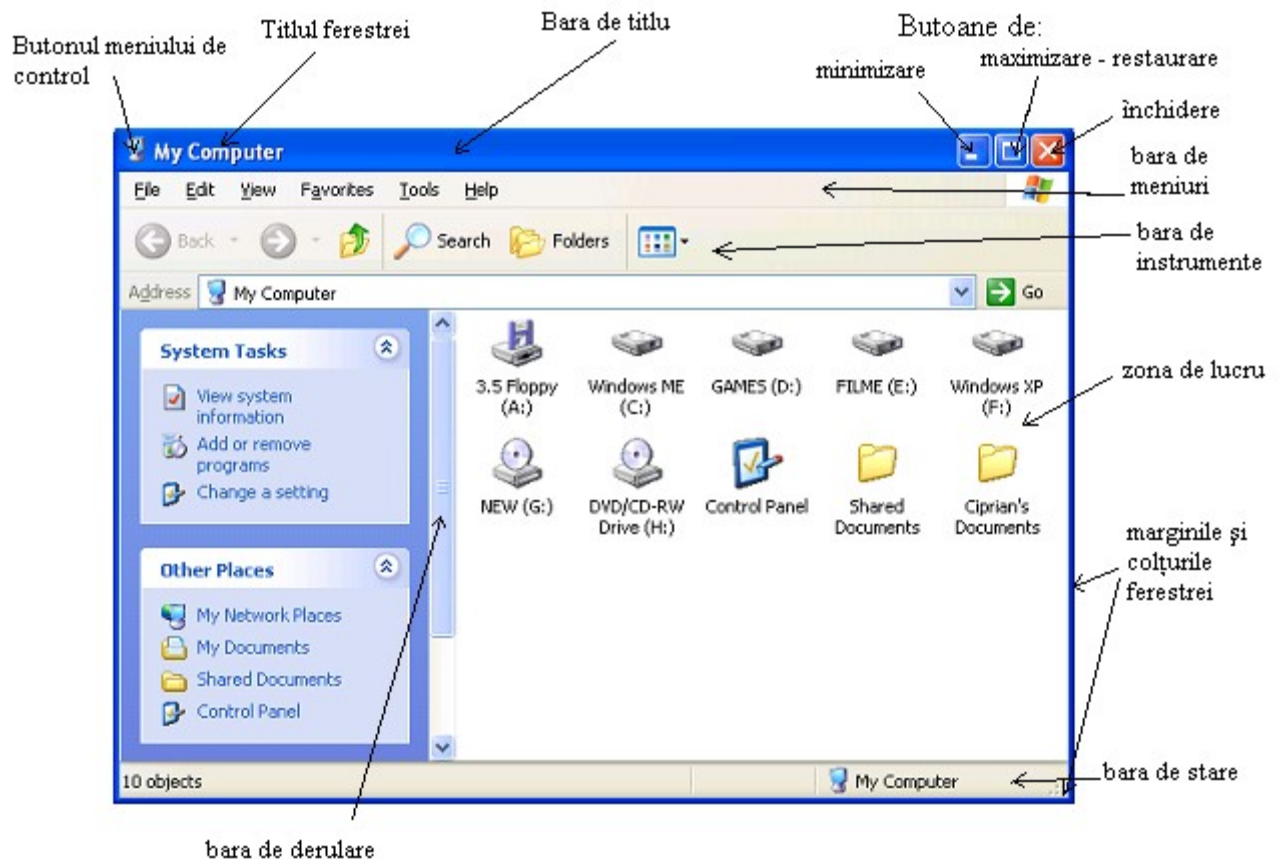 Butonul meniului de
control
Titlul ferestrei
Bara de titlu
Butoane de:
minimizare
maximizare - restaurare
închidere
My Computer
bara de
meniuri
File Edit View Favorites Tools Help
Back Search Folders
bara de
instrumente
Address My Computer Go
System Tasks
View system
information
Add or remove
programs
Change a setting
Other Places
My Network Places
My Documents
Shared Documents
Control Panel
3.5 Floppy
(A:)
Windows ME
(C:)
GAMES (D:)
FILME (E:)
Windows XP
(F:)
NEW (G:)
DVD/CD-RW
Drive (H:)
Control Panel
Shared
Documents
Ciprian's
Documents
zona de lucru
marginile şi
colţurile
ferestrei
10 objects
My Computer
bara de stare
bara de derulare